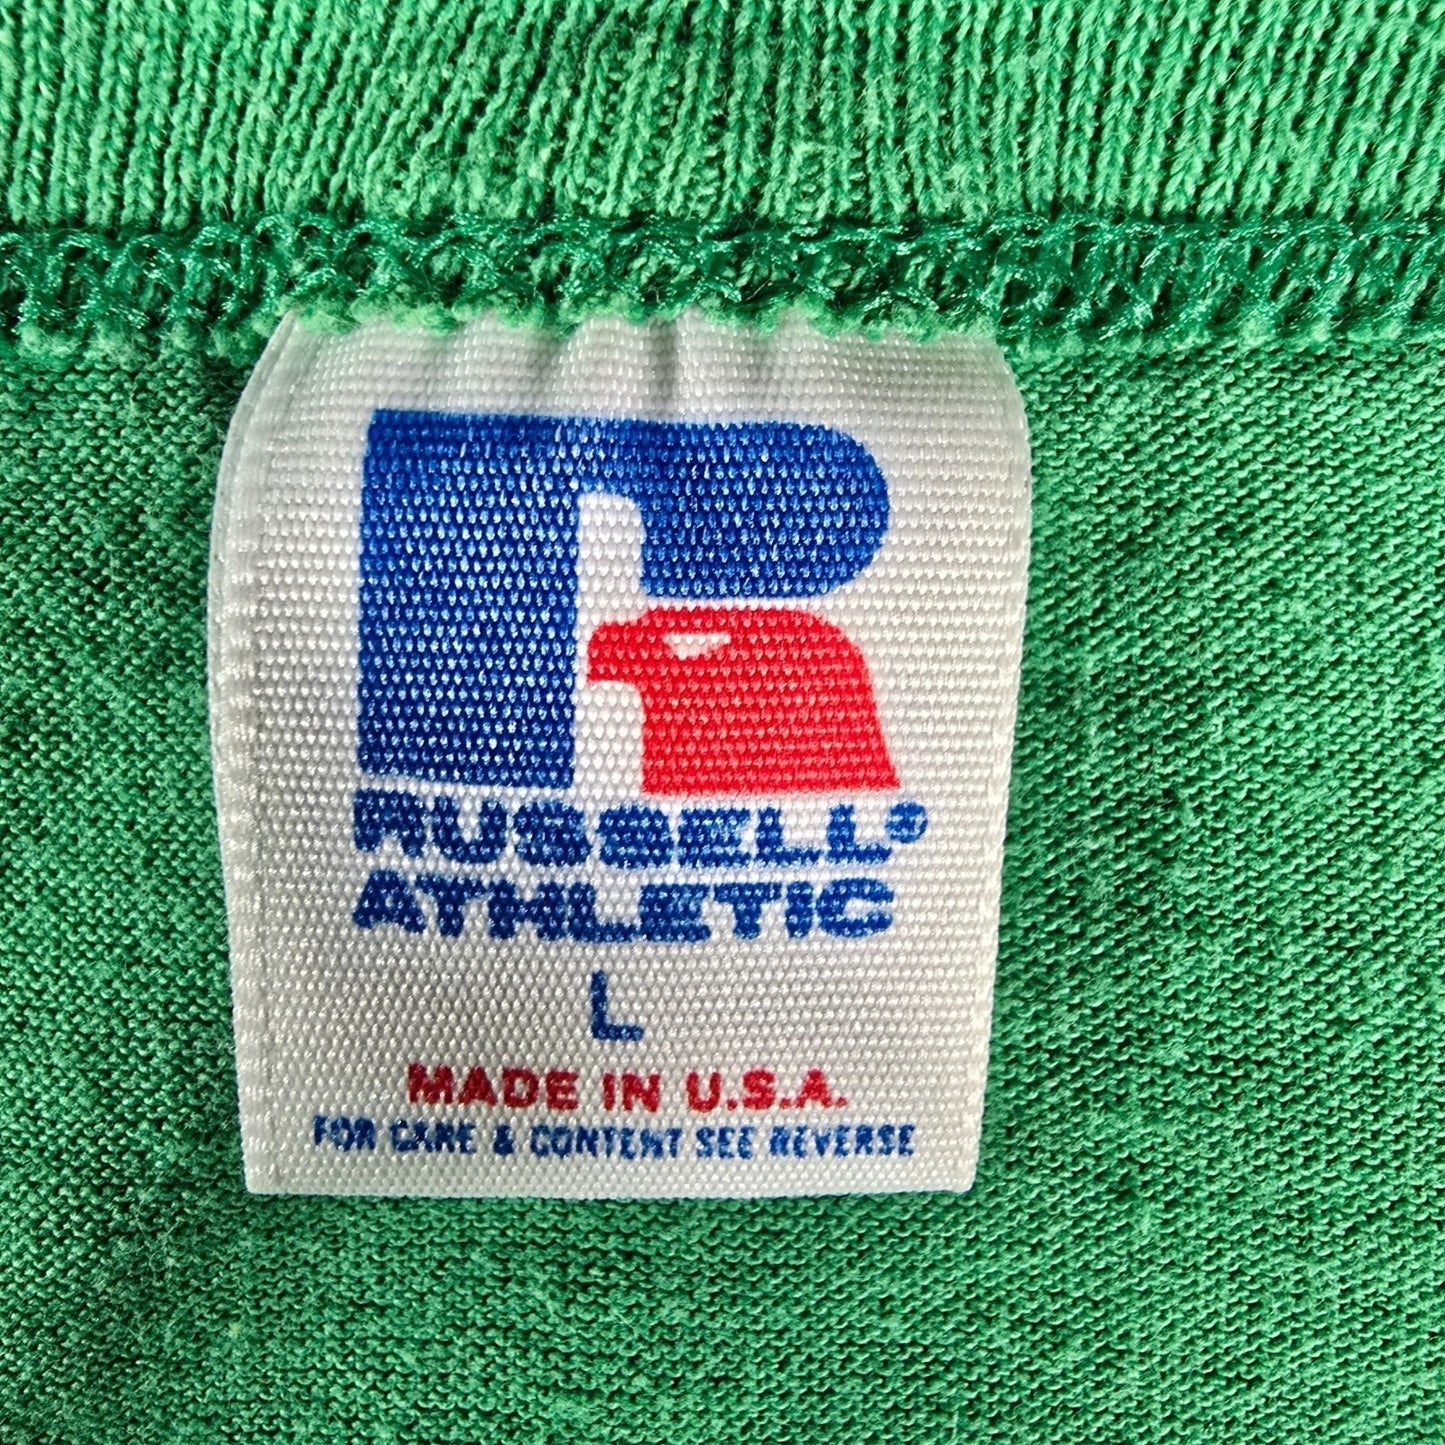 RUSSELL®
ATHLETIC
L
MADE IN U.S.A.
FOR CARE & CONTENT SEE REVERSE